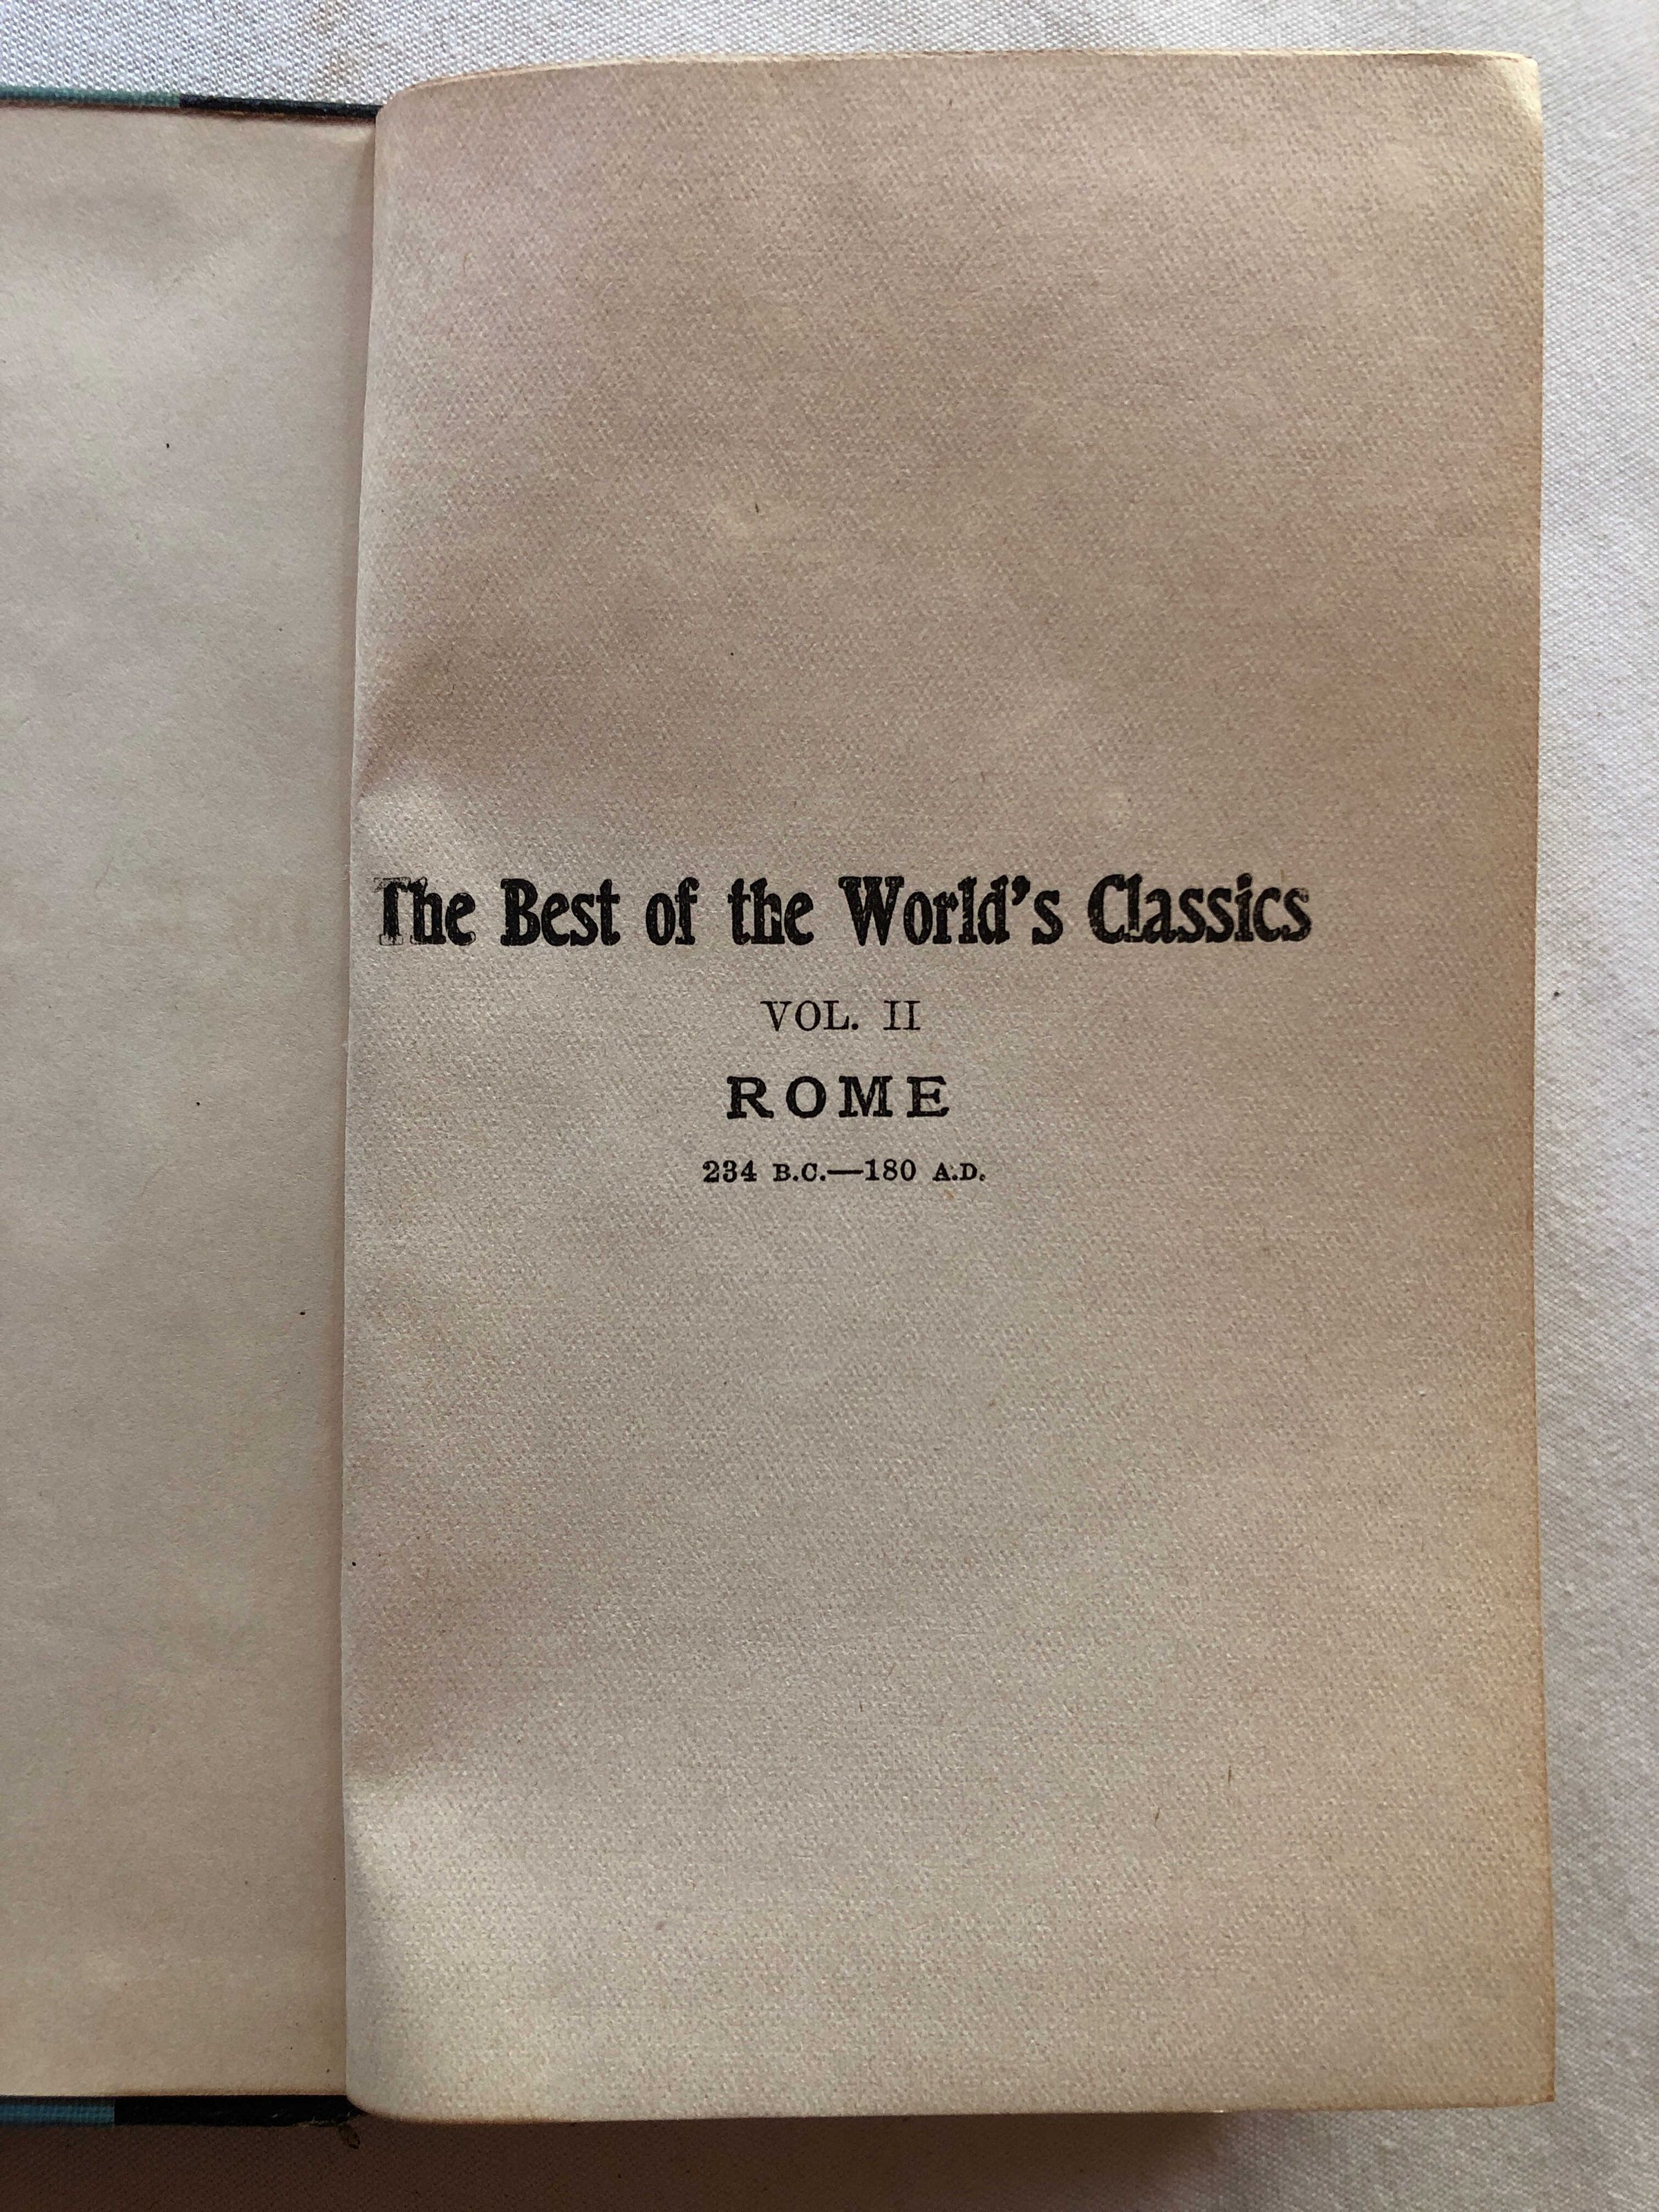 The Best of the World's Classics
VOL. II
ROME
234 B.C.—180 A.D.